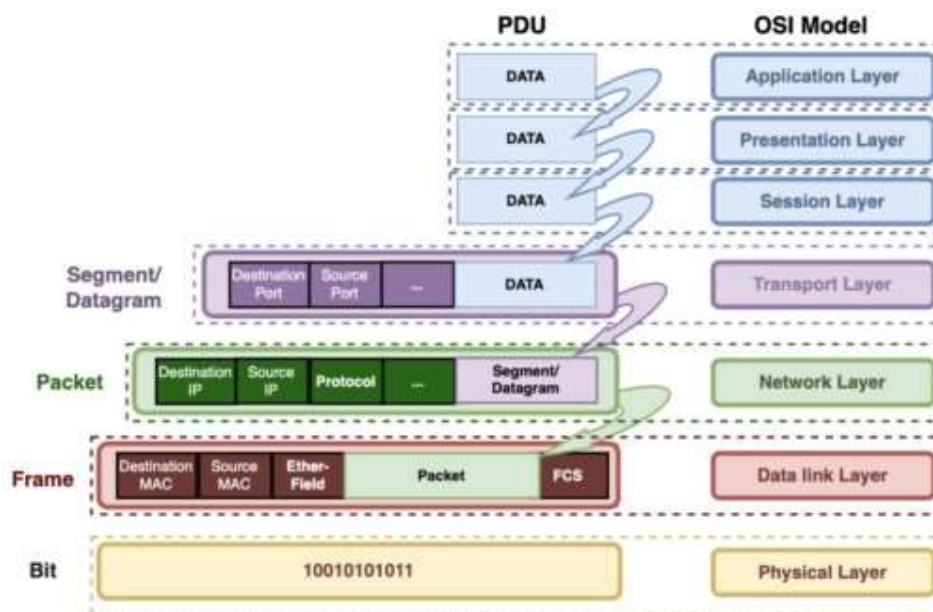 PDU OSI Model
DATA Application Layer
DATA Presentation Layer
DATA Session Layer
Segment/
Datagram
Destination
Port
Source
Port
...
DATA
Transport Layer
Packet
Destination
IP
Source
IP
Protocol
...
Segment/
Datagram
Network Layer
Frame
Destination
MAC
Source
MAC
Ether-
Field
Packet
FCS
Data link Layer
Bit
10010101011
Physical Layer